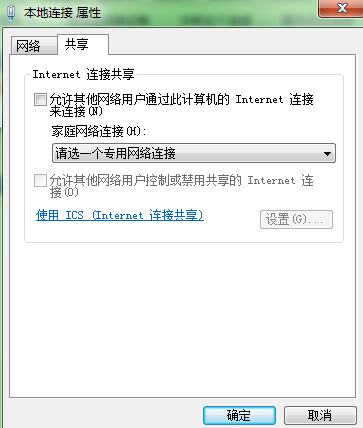 本地连接 属性
网络 共享
Internet 连接共享
允许其他网络用户通过此计算机的 Internet 连接
来连接(N)
家庭网络连接(H):
请选一个专用网络连接
允许其他网络用户控制或禁用共享的 Internet 连
接(O)
使用 ICS (Internet 连接共享)
设置(G)...
确定 取消